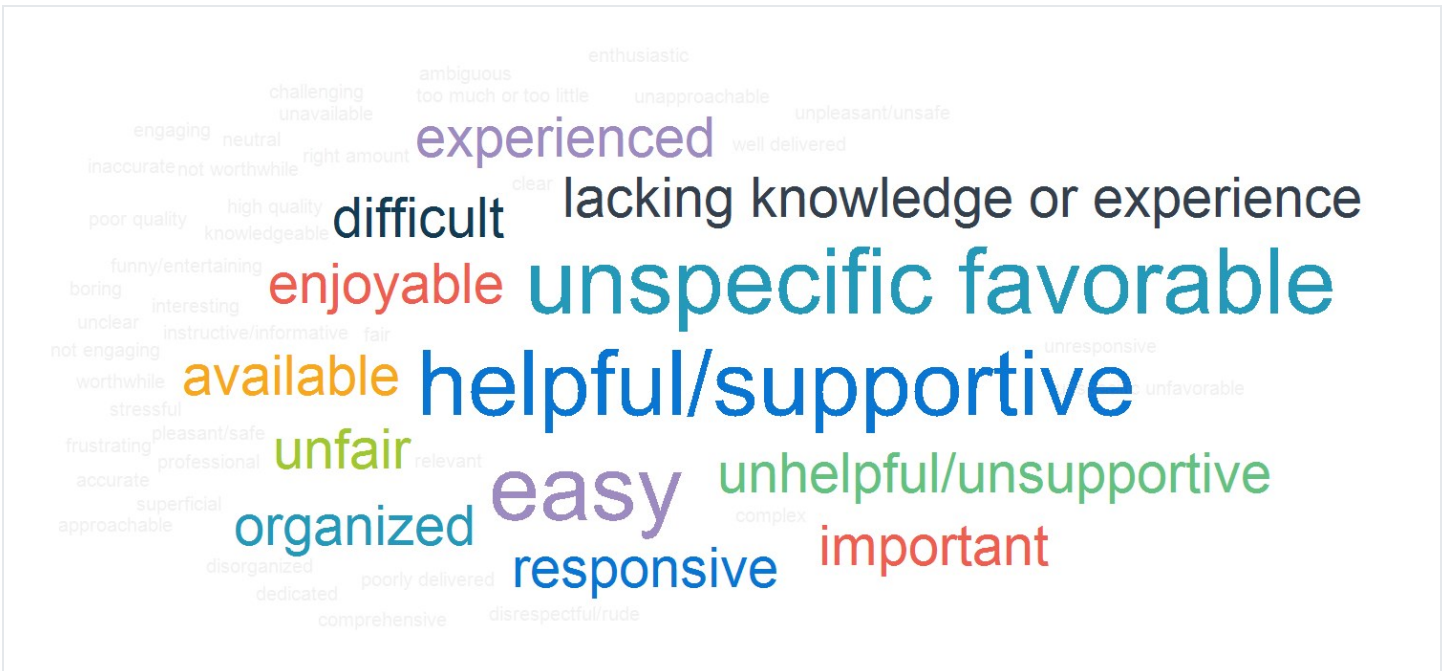 enthusiastic
ambiguous
challenging
too much or too little
unapproachable
unavailable
unpleasant/unsafe
engaging
neutral
experienced
well delivered
inaccurate
not worthwhile
right amount
clear
lacking knowledge or experience
high quality
difficult
poor quality
knowledgeable
funny/entertaining
enjoyable
unspecific favorable
boring
interesting
unclear
instructive/informative
fair
not engaging
unresponsive
worthwhile
available
helpful/supportive
unfavorable
stressful
pleasant/safe
frustrating
unfair
professional
relevant
accurate
easy
unhelpful/unsupportive
superficial
approachable
organized
complex
important
disorganized
poorly delivered
responsive
dedicated
comprehensive
disrespectful/rude